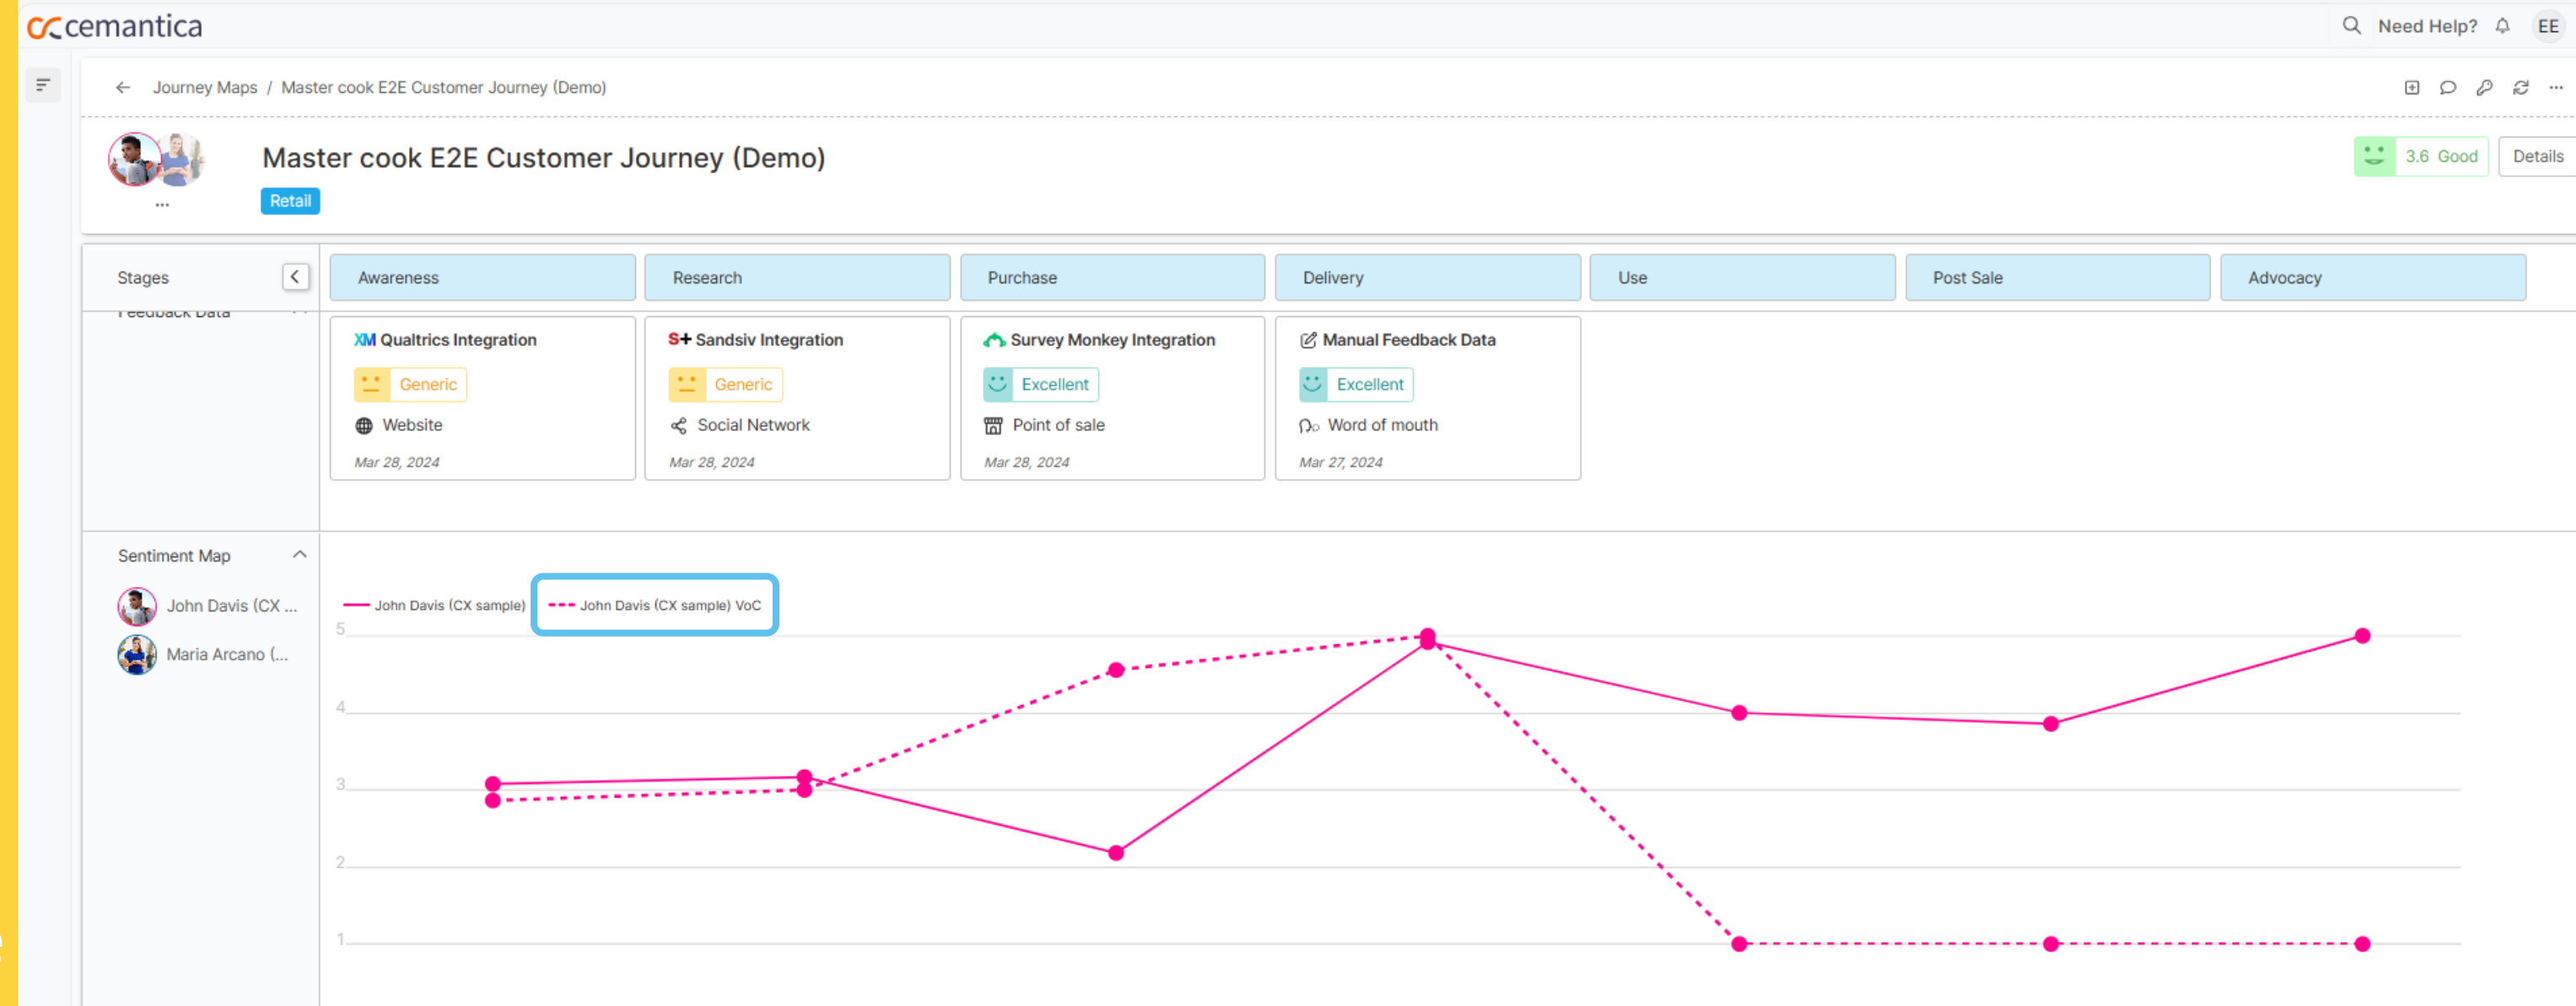 cemantica
Need Help?
EE
Journey Maps / Master cook E2E Customer Journey (Demo)
Master cook E2E Customer Journey (Demo)
Retail
3.6 Good
Details
Stages
Awareness
Research
Purchase
Delivery
Use
Post Sale
Advocacy
Feedback Data
XM Qualtrics Integration
Generic
Website
Mar 28, 2024
S+ Sandsiv Integration
Generic
Social Network
Mar 28, 2024
Survey Monkey Integration
Excellent
Point of sale
Mar 28, 2024
Manual Feedback Data
Excellent
Word of mouth
Mar 27, 2024
Sentiment Map
John Davis (CX ...
Maria Arcano (...
John Davis (CX sample)
John Davis (CX sample) VoC
5
4
3
2
1